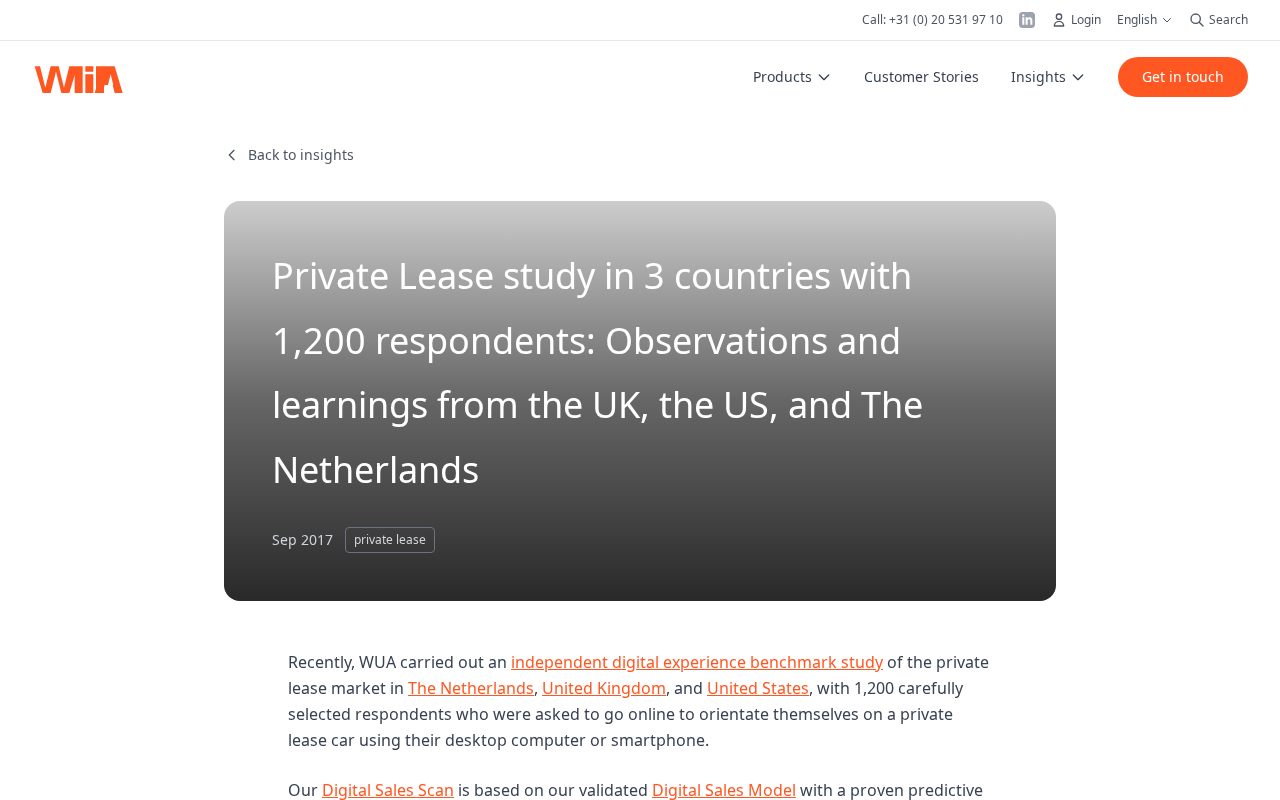 Call: +31 (0) 20 531 97 10
Login
English
Search
WUA
Products
Customer Stories
Insights
Get in touch
Back to insights
Private Lease study in 3 countries with
1,200 respondents: Observations and
learnings from the UK, the US, and The
Netherlands
Sep 2017
private lease
Recently, WUA carried out an independent digital experience benchmark study of the private
lease market in The Netherlands, United Kingdom, and United States, with 1,200 carefully
selected respondents who were asked to go online to orientate themselves on a private
lease car using their desktop computer or smartphone.
Our Digital Sales Scan is based on our validated Digital Sales Model with a proven predictive